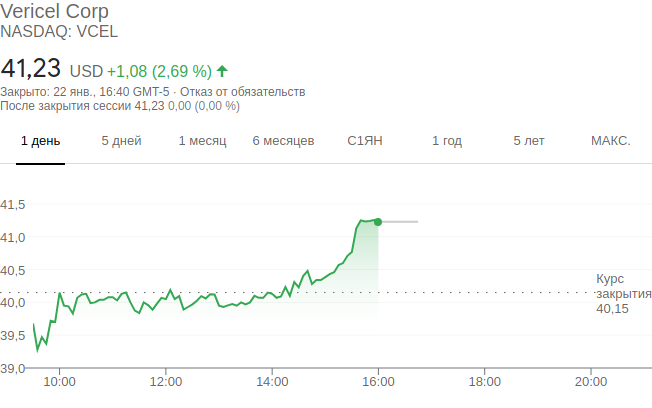 Vericel Corp
NASDAQ: VCEL
41,23 USD +1,08 (2,69 %)
Закрыто: 22 янв., 16:40 GMT-5 · Отказ от обязательств
После закрытия сессии 41,23 0,00 (0,00 %)
1 день 5 дней 1 месяц 6 месяцев С1ЯН 1 год 5 лет МАКС.
41,5
41,0
40,5
40,0
39,5
39,0
Курс
закрытия
40,15
10:00 12:00 14:00 16:00 18:00 20:00